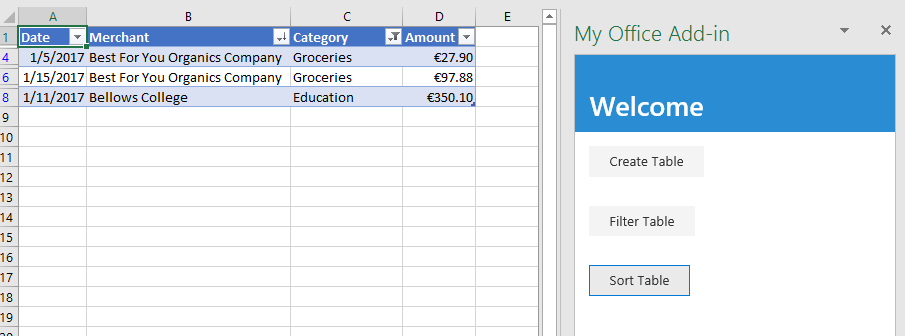 A B C D E
1 Date Merchant Category Amount
4 1/5/2017 Best For You Organics Company Groceries €27.90
6 1/15/2017 Best For You Organics Company Groceries €97.88
8 1/11/2017 Bellows College Education €350.10
9
10
11
12
13
14
15
16
17
18
19
My Office Add-in
Welcome
Create Table
Filter Table
Sort Table